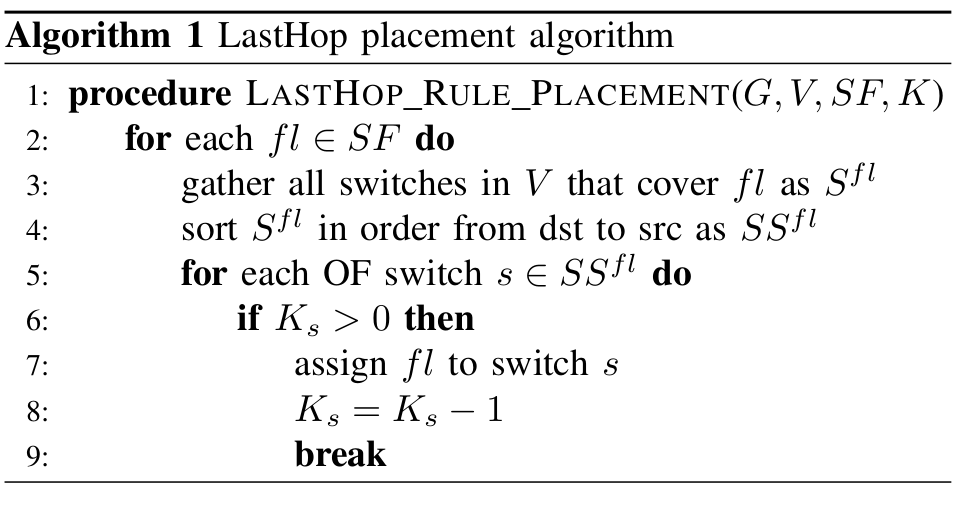 Algorithm 1 LastHop placement algorithm
1: procedure LASTHOP_RULE_PLACEMENT(G, V, SF, K)
2: for each fl ∈ SF do
3: gather all switches in V that cover fl as S^{fl}
4: sort S^{fl} in order from dst to src as SS^{fl}
5: for each OF switch s ∈ SS^{fl} do
6: if K_s > 0 then
7: assign fl to switch s
8: K_s = K_s − 1
9: break